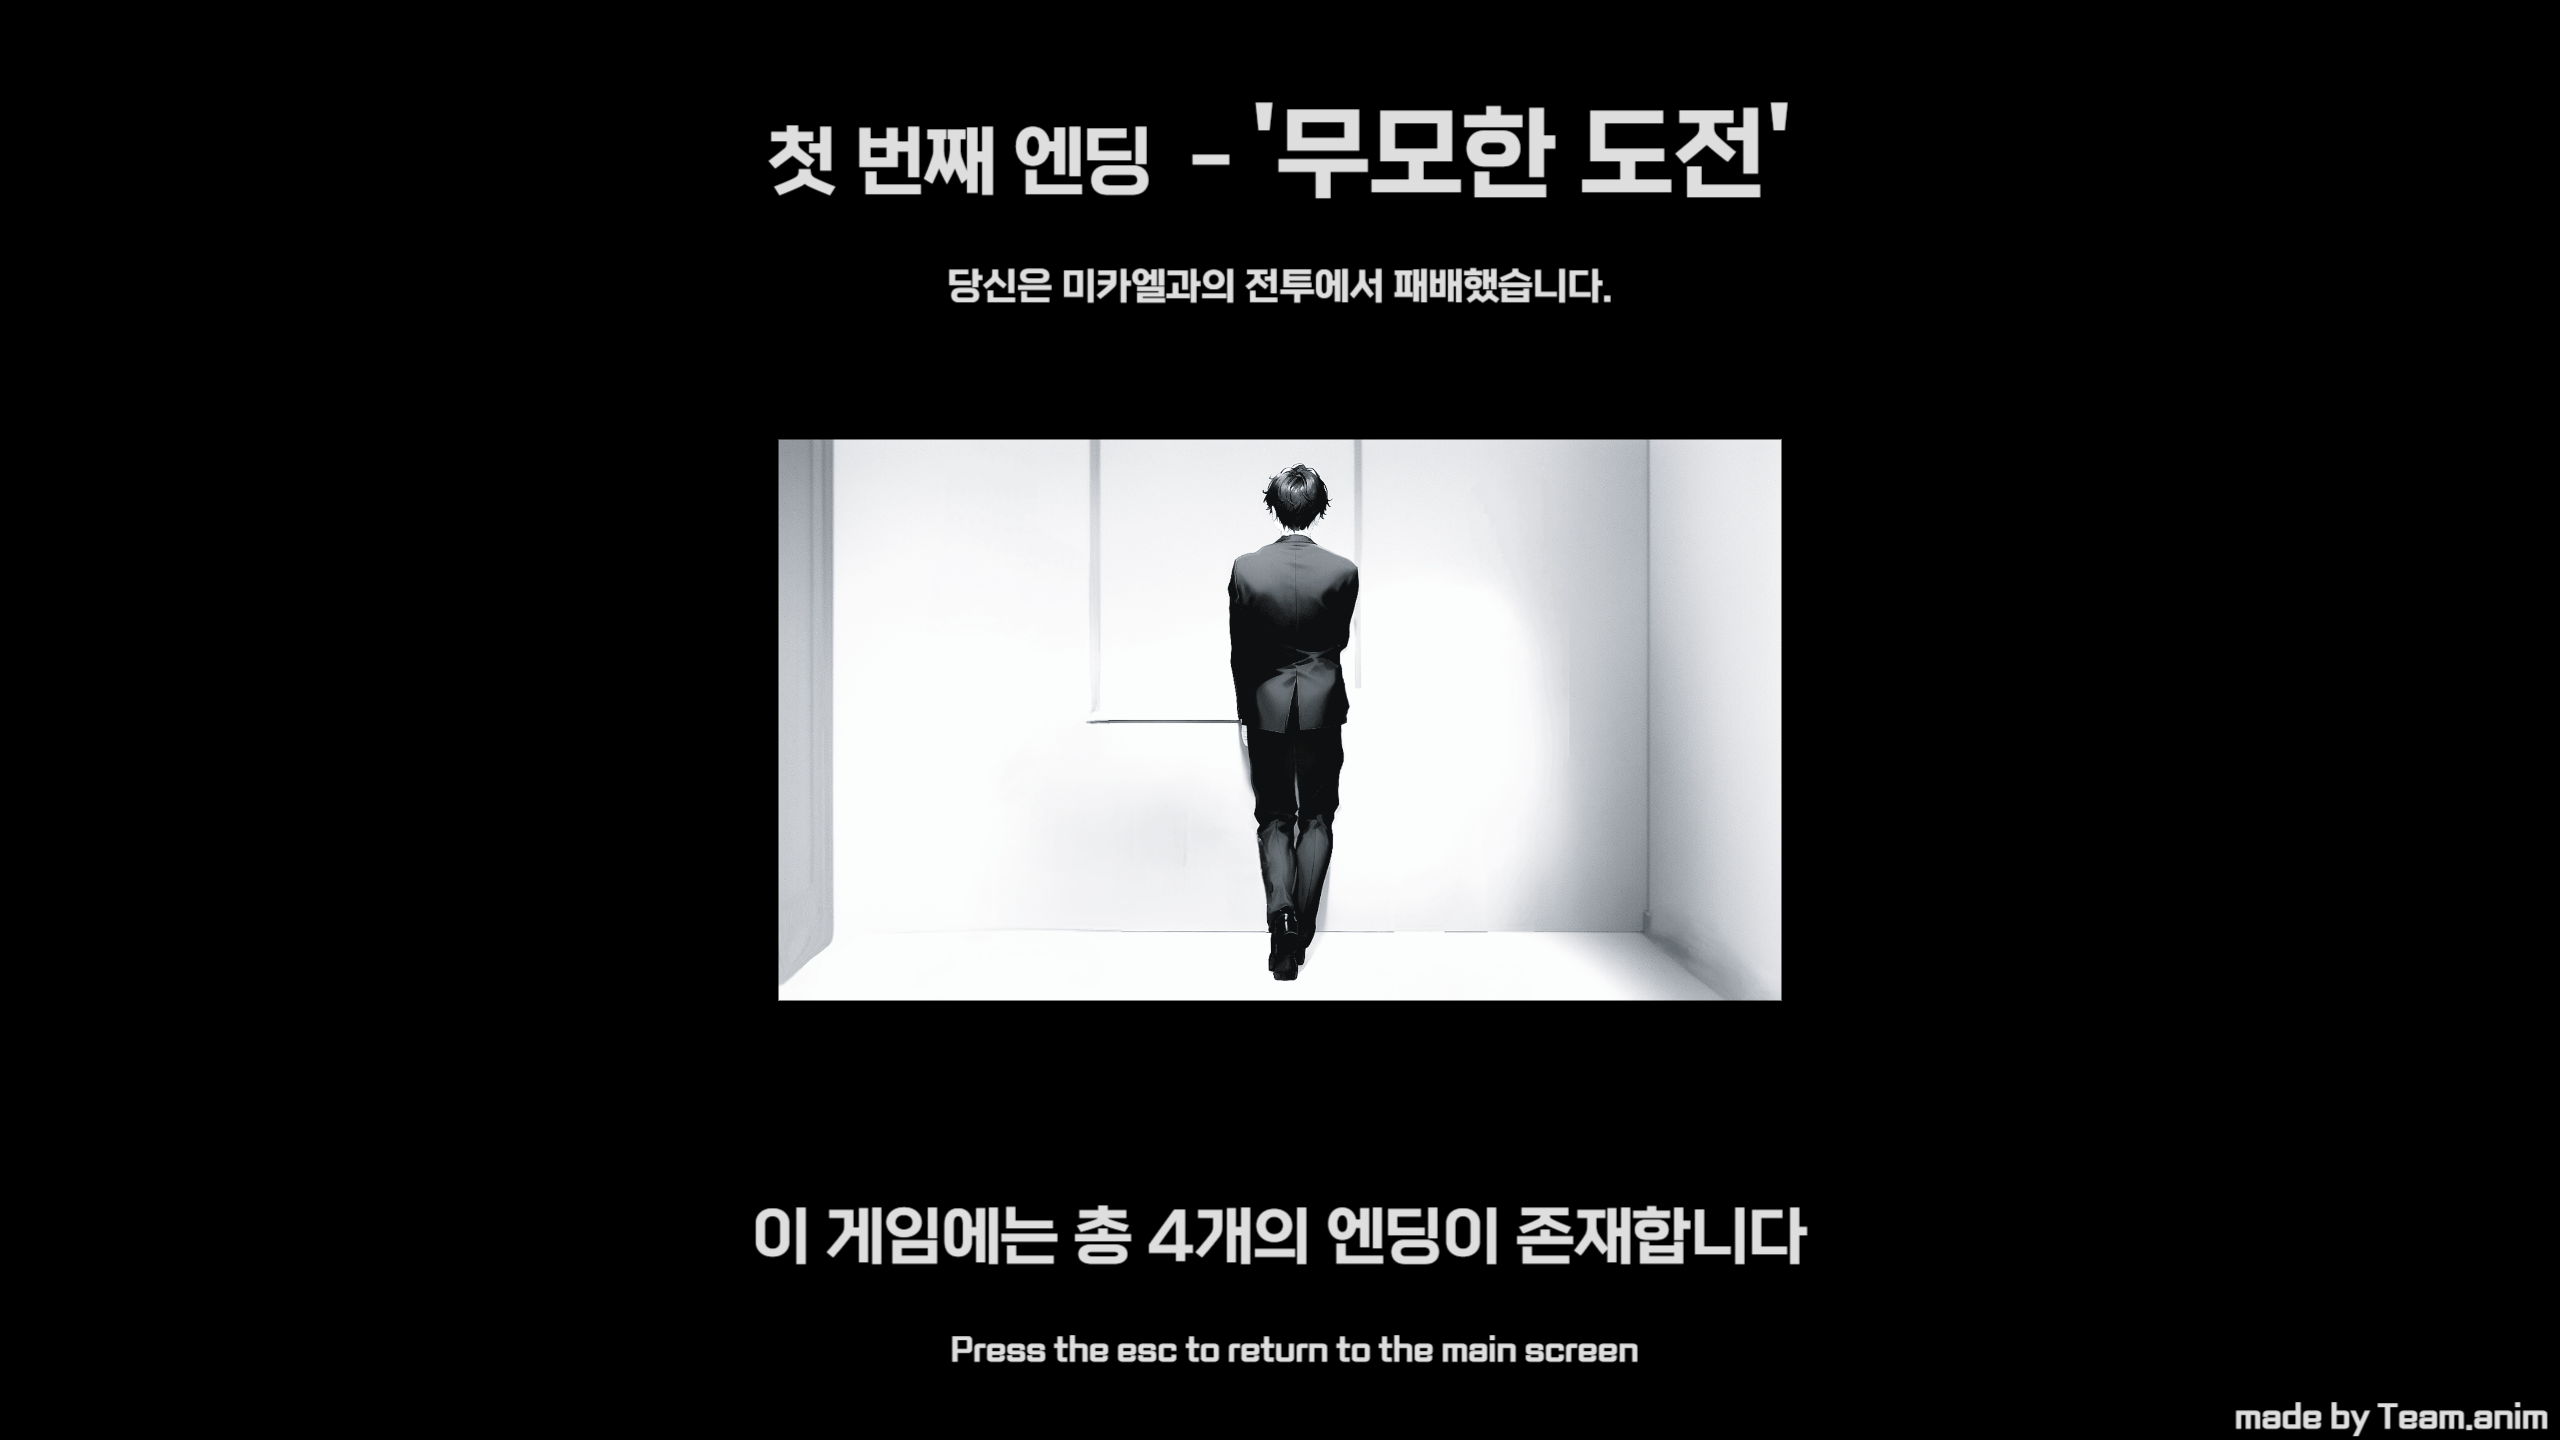 첫 번째 엔딩 - '무모한 도전'
당신은 미카엘과의 전투에서 패배했습니다.
이 게임에는 총 4개의 엔딩이 존재합니다
Press the esc to return to the main screen
made by Team.anim